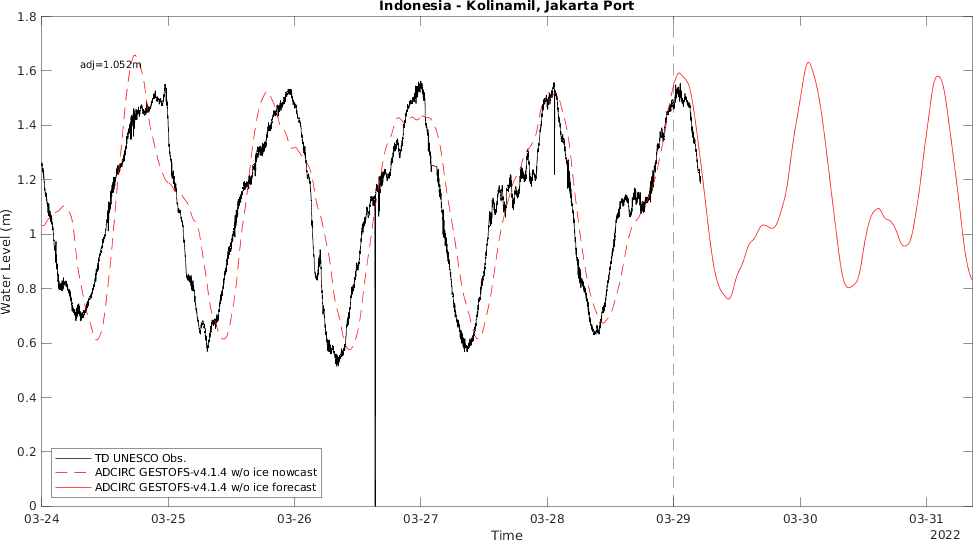 Indonesia - Kolinamil, Jakarta Port
1.8
1.6
1.4
1.2
1
0.8
0.6
0.4
0.2
0
Water Level (m)
adj=1.052m
TD UNESCO Obs.
ADCIRC GESTOFS-v4.1.4 w/o ice nowcast
ADCIRC GESTOFS-v4.1.4 w/o ice forecast
03-24 03-25 03-26 03-27 03-28 03-29 03-30 03-31
Time
2022